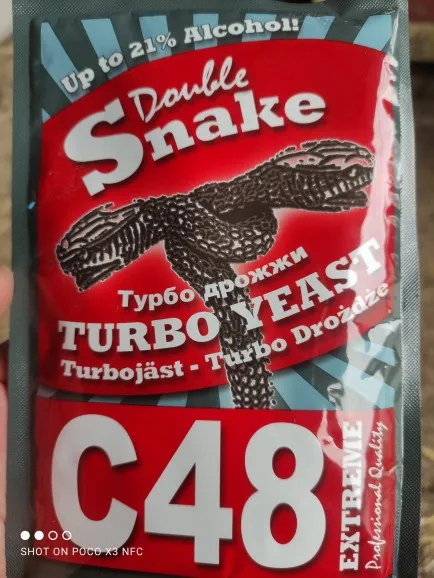 Up to 21% Alcohol!
Double
Snake
Турбо дрожжи
TURBO YEAST
Turbojäst - Turbo Drożdże
C48
EXTREME
Professional Quality
SHOT ON POCO X3 NFC